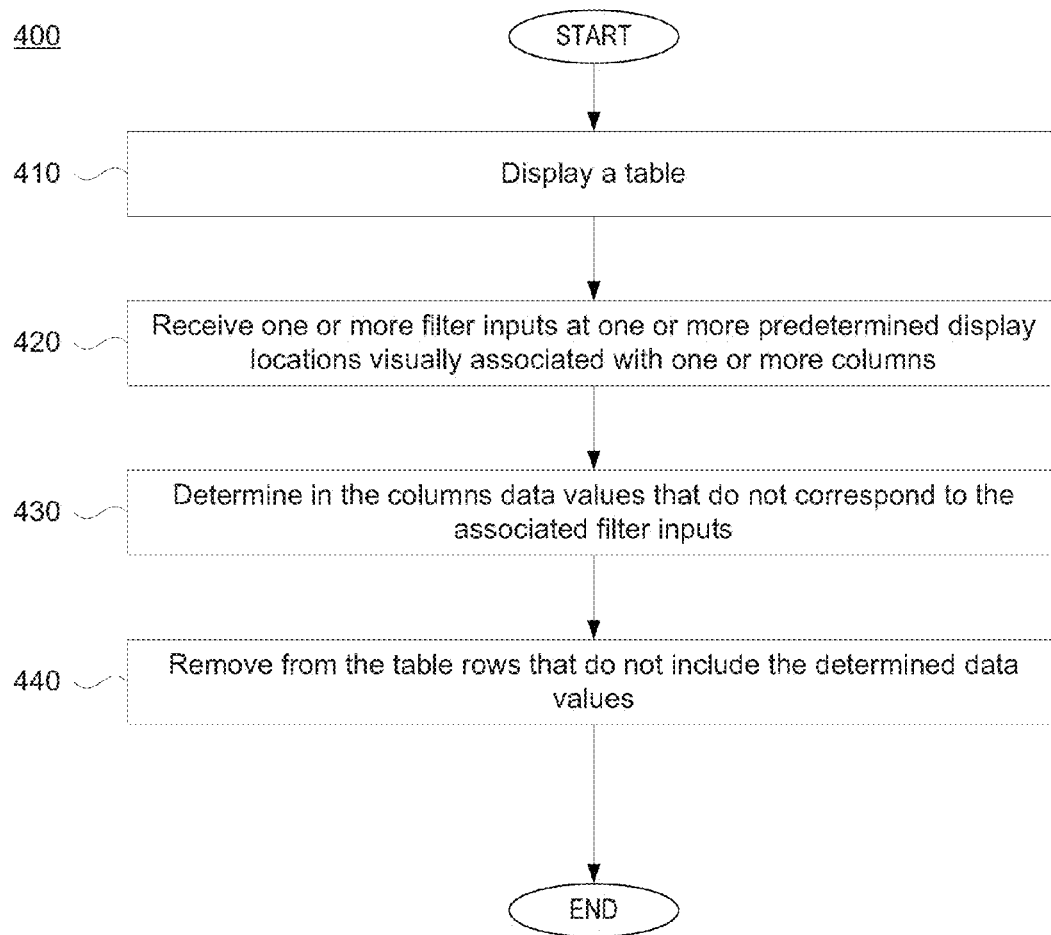 400
START
410
Display a table
420
Receive one or more filter inputs at one or more predetermined display
locations visually associated with one or more columns
430
Determine in the columns data values that do not correspond to the
associated filter inputs
440
Remove from the table rows that do not include the determined data
values
END